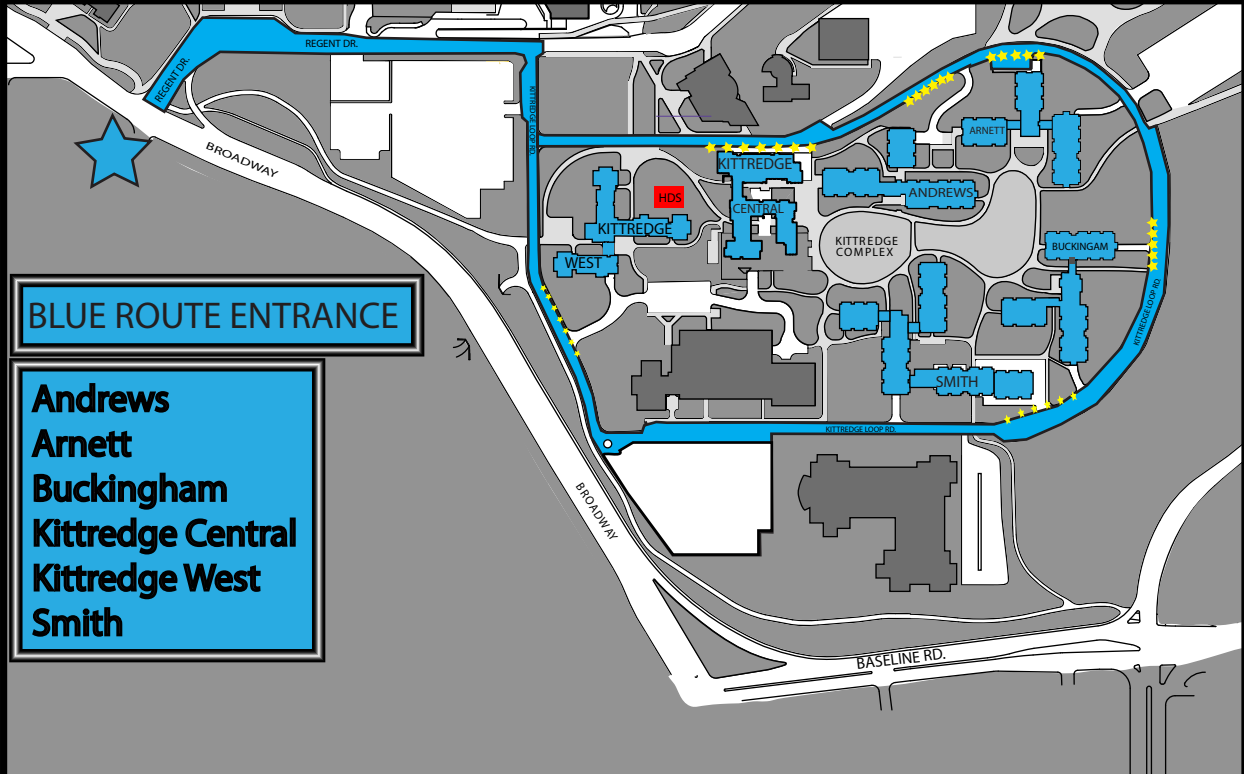 REGENT DR.
REGENT DR.
KITTREDGE LOOP RD.
BROADWAY
ARNETT
KITTREDGE
ANDREWS
HDS
CENTRAL
KITTREDGE
KITTREDGE
COMPLEX
BUCKINGAM
WEST
KITTREDGE LOOP RD.
BLUE ROUTE ENTRANCE
SMITH
Andrews
Arnett
Buckingham
Kittredge Central
Kittredge West
Smith
KITTREDGE LOOP RD.
BROADWAY
BASELINE RD.